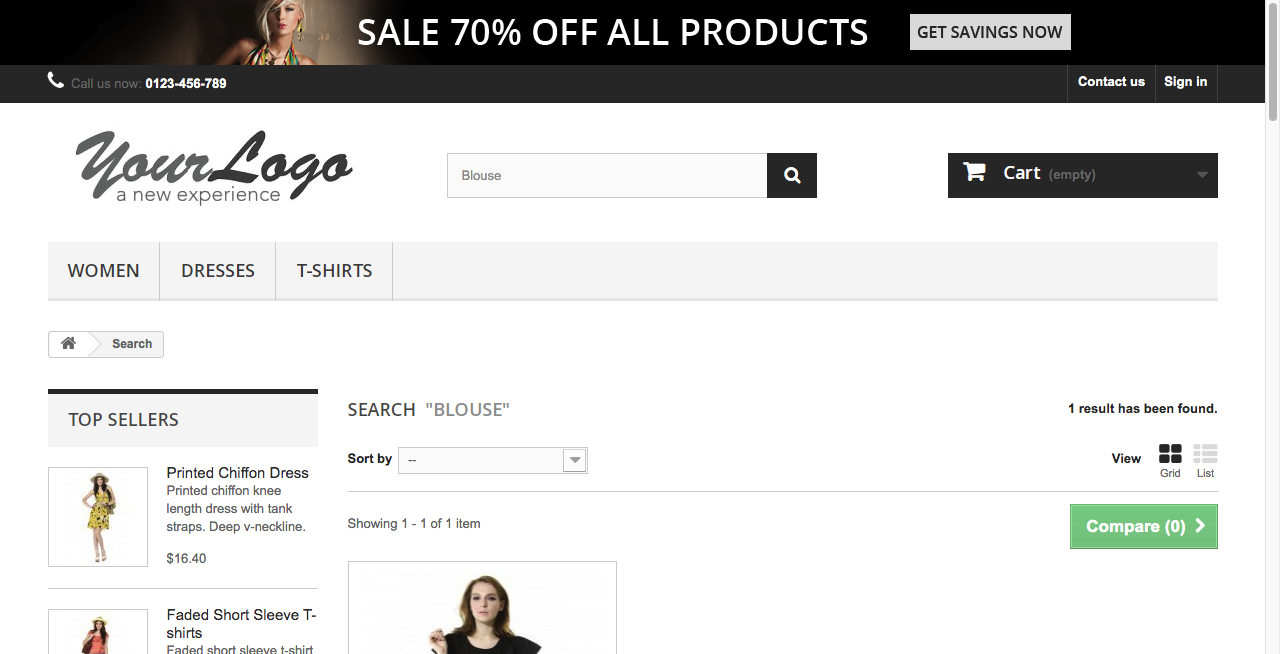 SALE 70% OFF ALL PRODUCTS
GET SAVINGS NOW
Call us now: 0123-456-789
Contact us
Sign in
YourLogo
a new experience
Blouse
Cart (empty)
WOMEN
DRESSES
T-SHIRTS
Search
TOP SELLERS
Printed Chiffon Dress
Printed chiffon knee
length dress with tank
straps. Deep v-neckline.
$16.40
Faded Short Sleeve T-
shirts
Faded short sleeve t-shirt
SEARCH "BLOUSE"
1 result has been found.
Sort by
--
View
Grid
List
Showing 1 - 1 of 1 item
Compare (0)